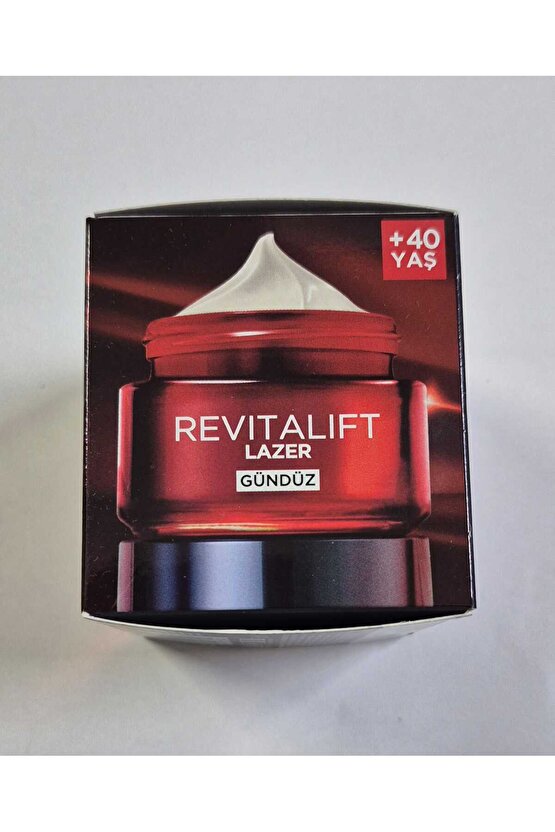 +40
YAŞ
REVITALIFT
LAZER
GÜNDÜZ